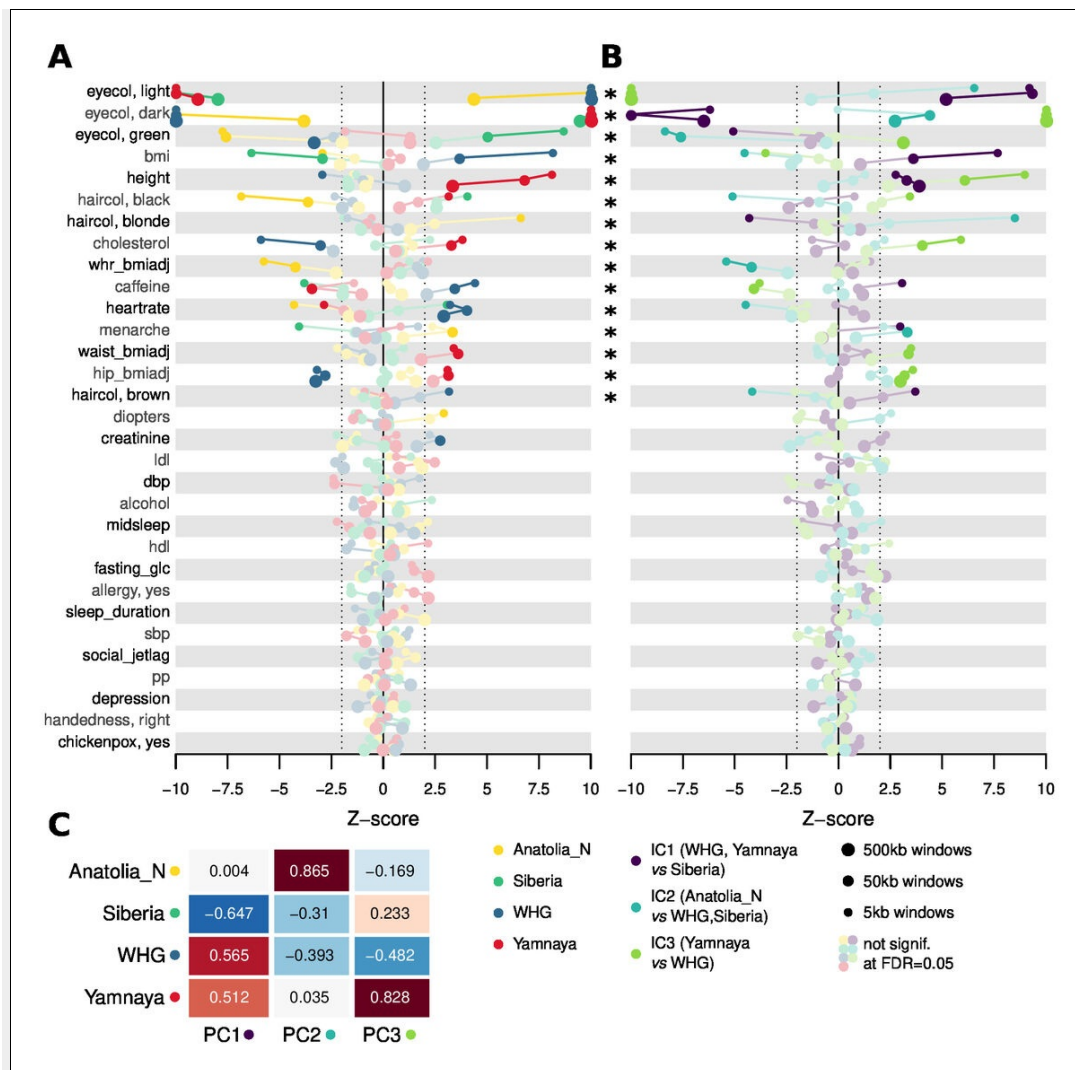 A
B
eyecol, light
*
eyecol, dark
*
eyecol, green
*
bmi
*
height
*
haircol, black
*
haircol, blonde
*
cholesterol
*
whr_bmiadj
*
caffeine
*
heartrate
*
menarche
*
waist_bmiadj
*
hip_bmiadj
*
haircol, brown
*
diopters
creatinine
ldl
dbp
alcohol
midsleep
hdl
fasting_glc
allergy, yes
sleep_duration
sbp
social_jetlag
pp
depression
handedness, right
chickenpox, yes
−10 −7.5 −5 −2.5 0 2.5 5 7.5 10
−10 −7.5 −5 −2.5 0 2.5 5 7.5 10
Z−score
Z−score
C
Anatolia_N 0.004 0.865 −0.169
Siberia −0.647 −0.31 0.233
WHG 0.565 −0.393 −0.482
Yamnaya 0.512 0.035 0.828
PC1 PC2 PC3
Anatolia_N
Siberia
WHG
Yamnaya
IC1 (WHG, Yamnaya
vs Siberia)
IC2 (Anatolia_N
vs WHG,Siberia)
IC3 (Yamnaya
vs WHG)
500kb windows
50kb windows
5kb windows
not signif.
at FDR=0.05